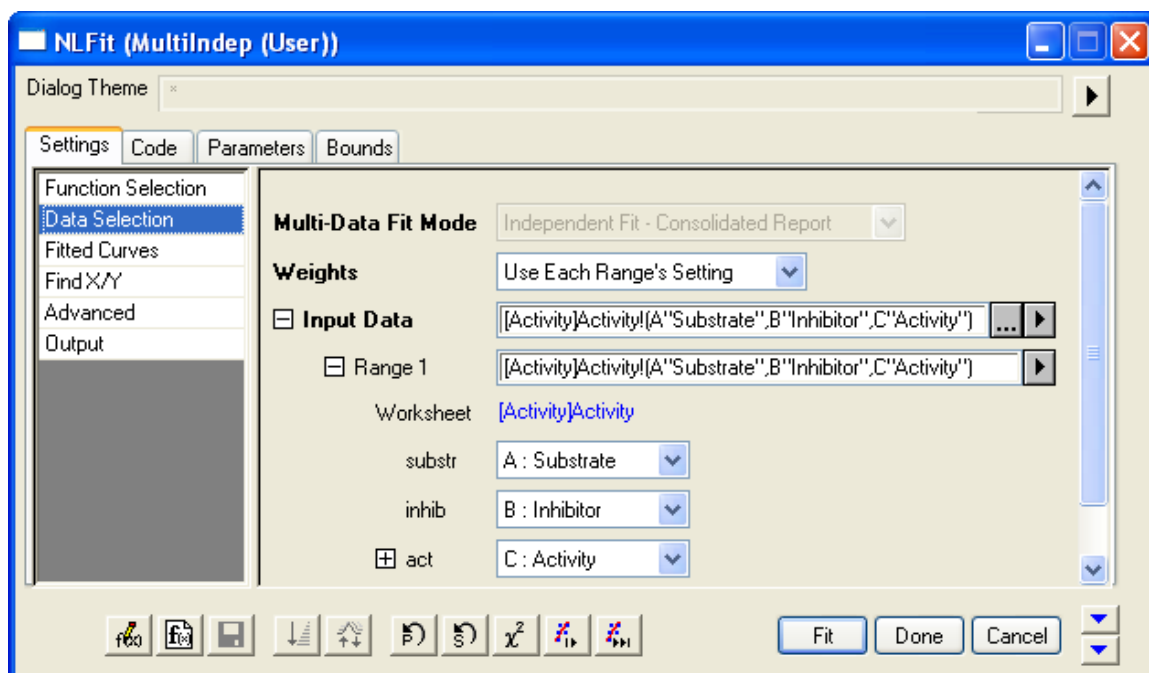 NLFit (MultiIndep (User))
Dialog Theme *
Settings Code Parameters Bounds
Function Selection
Data Selection
Fitted Curves
Find X/Y
Advanced
Output
Multi-Data Fit Mode Independent Fit - Consolidated Report
Weights Use Each Range's Setting
Input Data [Activity]Activity!(A"Substrate",B"Inhibitor",C"Activity") ...
Range 1 [Activity]Activity!(A"Substrate",B"Inhibitor",C"Activity")
Worksheet [Activity]Activity
substr A : Substrate
inhib B : Inhibitor
act C : Activity
f(x) P S χ² Fit Done Cancel